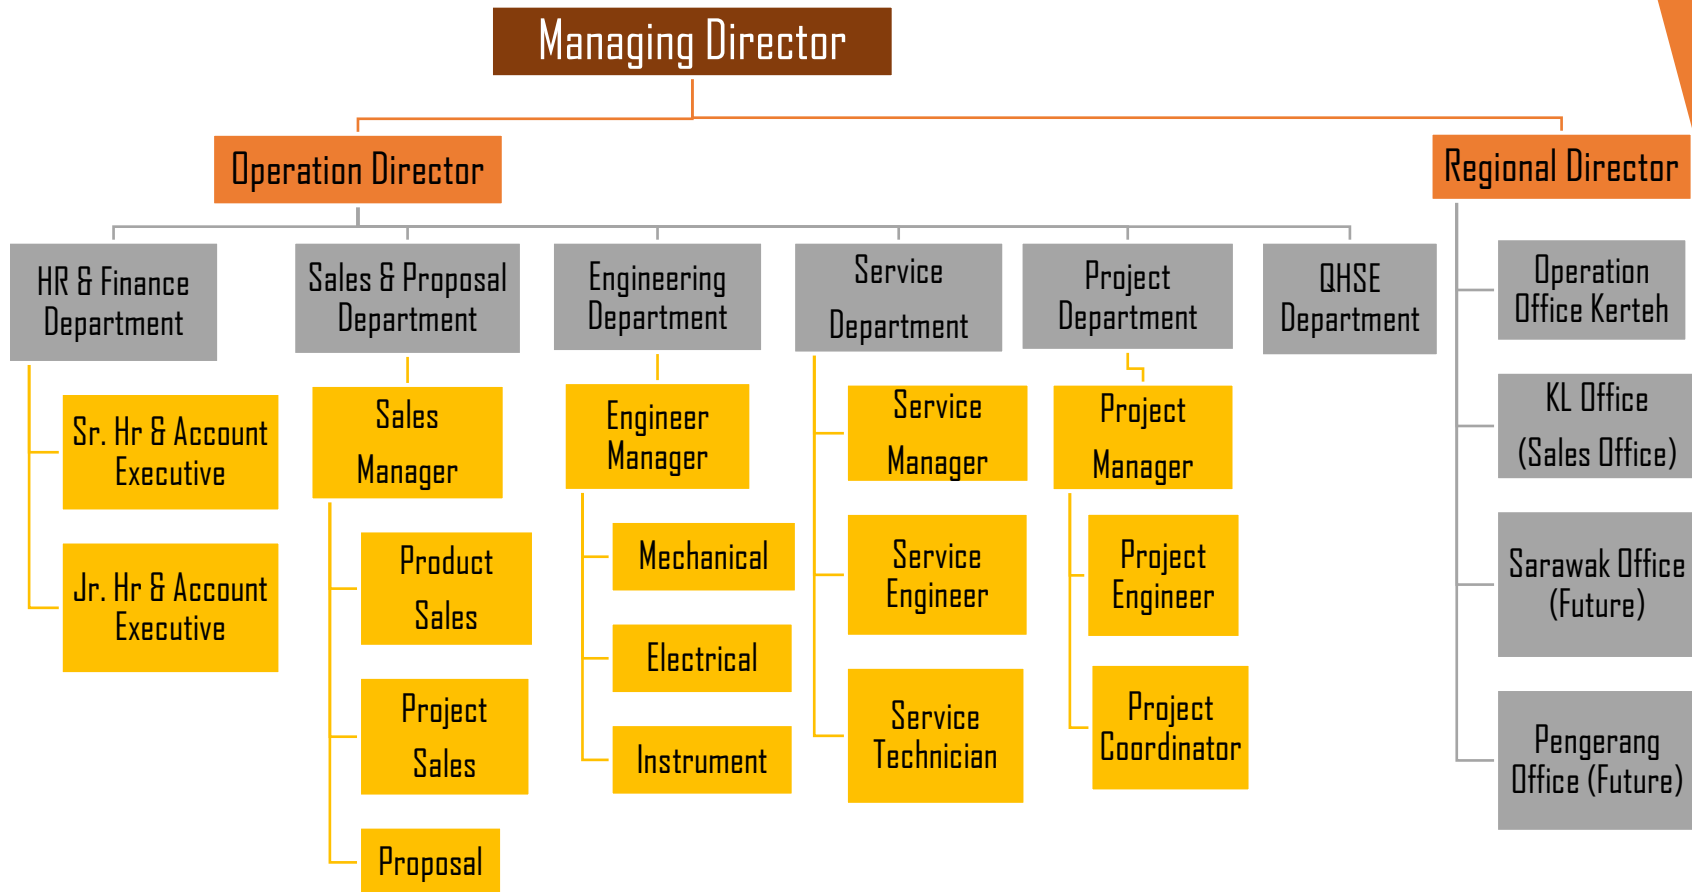 Managing Director
Operation Director
Regional Director
HR & Finance
Department
Sales & Proposal
Department
Engineering
Department
Service
Department
Project
Department
QHSE
Department
Operation
Office Kerteh
Sr. Hr & Account
Executive
Jr. Hr & Account
Executive
Sales
Manager
Product
Sales
Project
Sales
Proposal
Engineer
Manager
Mechanical
Electrical
Instrument
Service
Manager
Service
Engineer
Service
Technician
Project
Manager
Project
Engineer
Project
Coordinator
KL Office
(Sales Office)
Sarawak Office
(Future)
Pengerang
Office (Future)